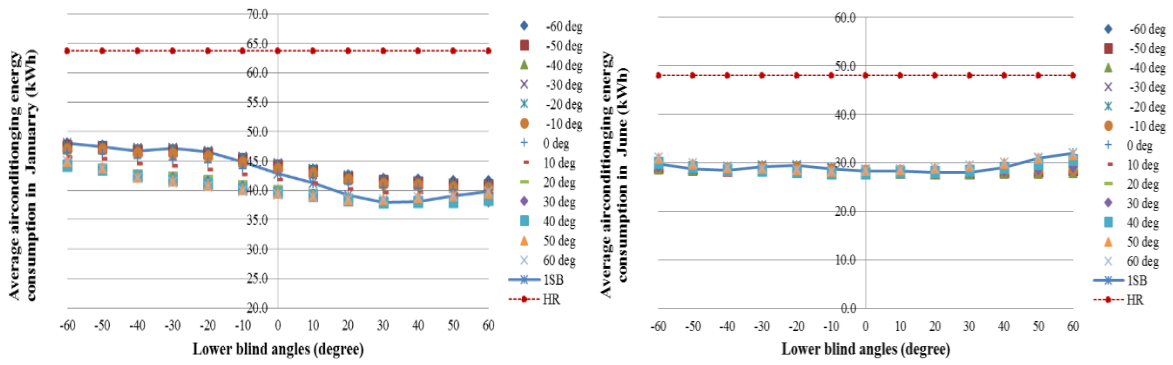 Average airconditionging energy
consumption in Januarry (kWh)
70.0
65.0
60.0
55.0
50.0
45.0
40.0
35.0
30.0
25.0
20.0
-60 -50 -40 -30 -20 -10 0 10 20 30 40 50 60
Lower blind angles (degree)
-60 deg
-50 deg
-40 deg
-30 deg
-20 deg
-10 deg
0 deg
10 deg
20 deg
30 deg
40 deg
50 deg
60 deg
1SB
HR
Average airconditionging energy
consumption in June (kWh)
60.0
50.0
40.0
30.0
20.0
10.0
0.0
-60 -50 -40 -30 -20 -10 0 10 20 30 40 50 60
Lower blind angles (degree)
-60 deg
-50 deg
-40 deg
-30 deg
-20 deg
-10 deg
0 deg
10 deg
20 deg
30 deg
40 deg
50 deg
60 deg
1SB
HR